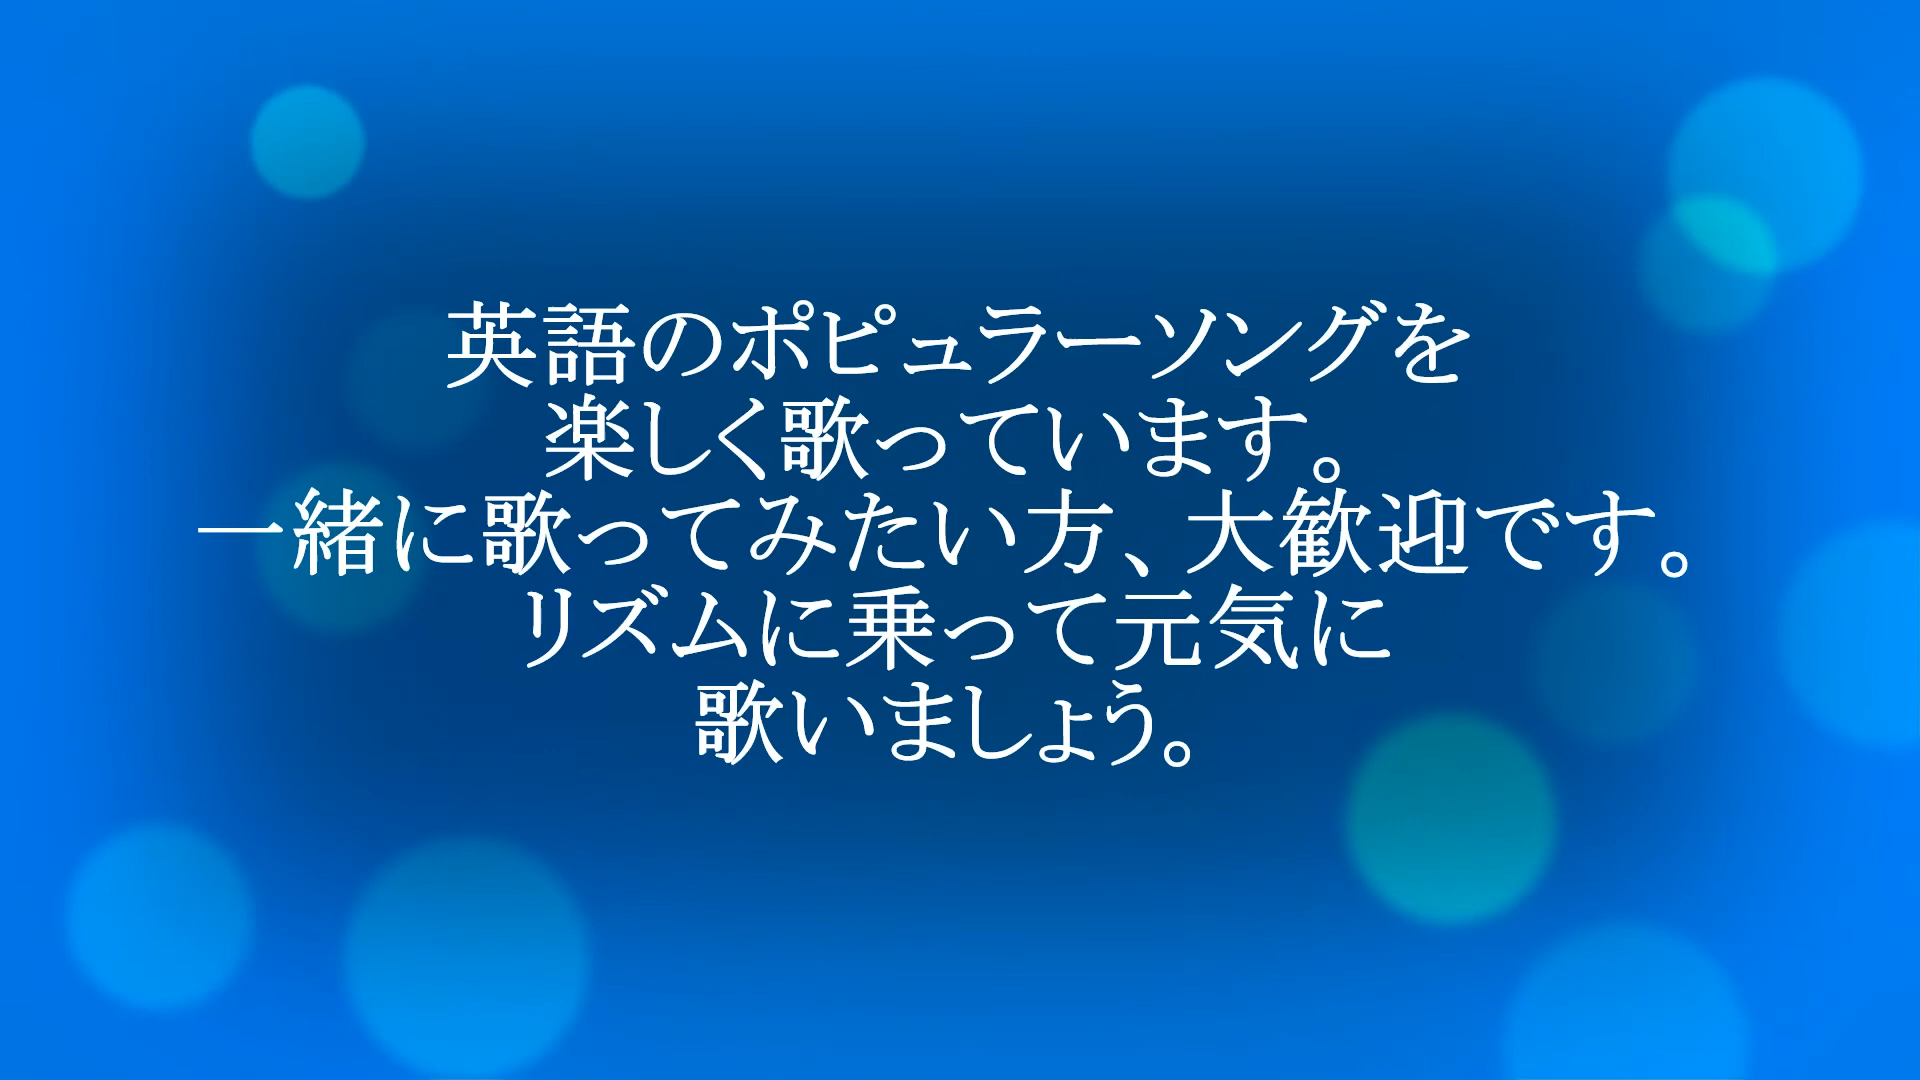 英語のポピュラーソングを
楽しく歌っています。
一緒に歌ってみたい方、大歓迎です。
リズムに乗って元気に
歌いましょう。